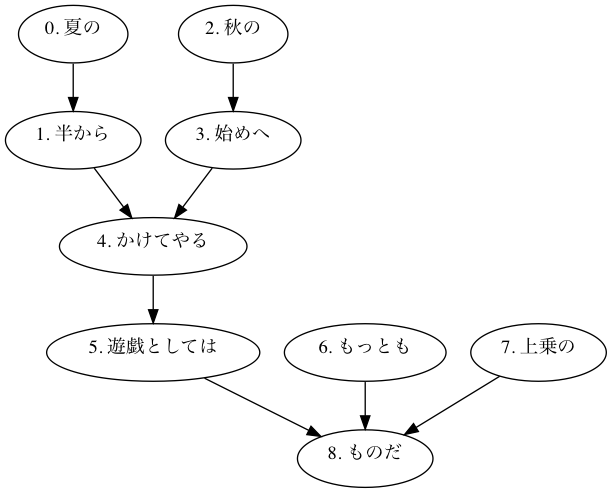 0. 夏の
2. 秋の
1. 半から
3. 始めへ
4. かけてやる
5. 遊戯としては
6. もっとも
7. 上乗の
8. ものだ